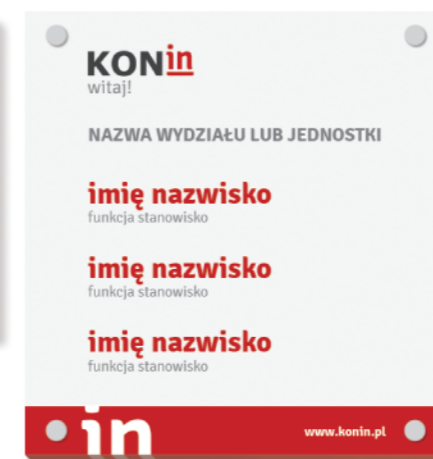 KONin
witaj!
NAZWA WYDZIAŁU LUB JEDNOSTKI
imię nazwisko
funkcja stanowisko
imię nazwisko
funkcja stanowisko
imię nazwisko
funkcja stanowisko
in
www.konin.pl